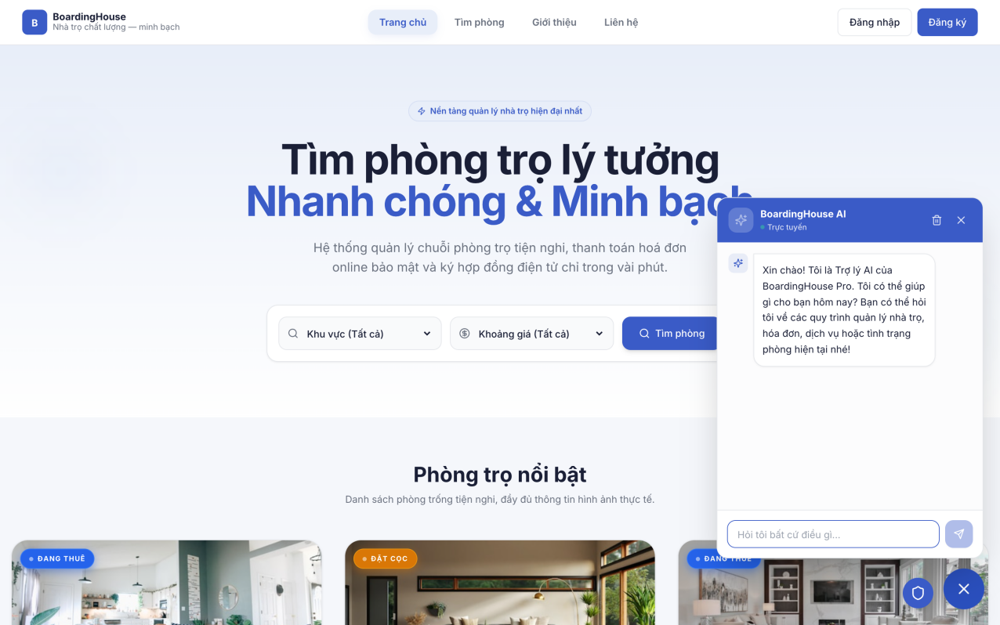 B
BoardingHouse
Nhà trọ chất lượng — minh bạch
Trang chủ
Tìm phòng
Giới thiệu
Liên hệ
Đăng nhập
Đăng ký
Nền tảng quản lý nhà trọ hiện đại nhất
Tìm phòng trọ lý tưởng
Nhanh chóng & Minh bạch
Hệ thống quản lý chuỗi phòng trọ tiện nghi, thanh toán hoá đơn
online bảo mật và ký hợp đồng điện tử chỉ trong vài phút.
Khu vực (Tất cả)
Khoảng giá (Tất cả)
Tìm phòng
BoardingHouse AI
Trực tuyến
Xin chào! Tôi là Trợ lý AI của
BoardingHouse Pro. Tôi có thể giúp
gì cho bạn hôm nay? Bạn có thể hỏi
tôi về các quy trình quản lý nhà trọ,
hóa đơn, dịch vụ hoặc tình trạng
phòng hiện tại nhé!
Hỏi tôi bất cứ điều gì...
Phòng trọ nổi bật
Danh sách phòng trống tiện nghi, đầy đủ thông tin hình ảnh thực tế.
ĐANG THUÊ
ĐẶT CỌC
ĐANG THUÊ